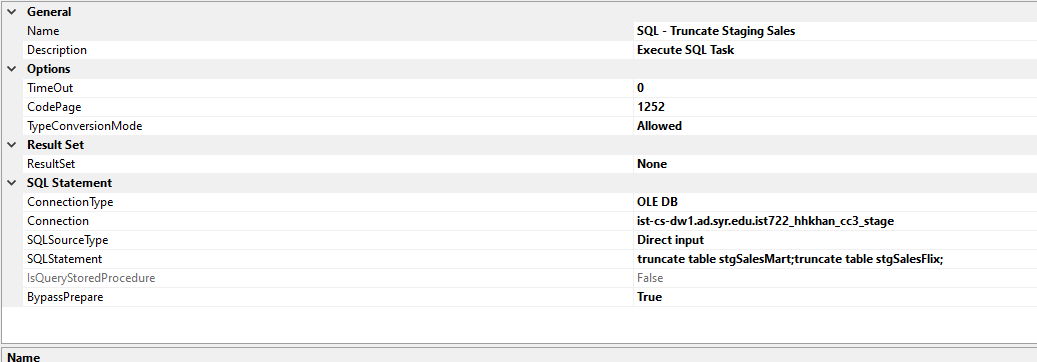 General
Name SQL - Truncate Staging Sales
Description Execute SQL Task
Options
TimeOut 0
CodePage 1252
TypeConversionMode Allowed
Result Set
ResultSet None
SQL Statement
ConnectionType OLE DB
Connection ist-cs-dw1.ad.syr.edu.ist722_hhkhan_cc3_stage
SQLSourceType Direct input
SQLStatement truncate table stgSalesMart;truncate table stgSalesFlix;
IsQueryStoredProcedure False
BypassPrepare True
Name